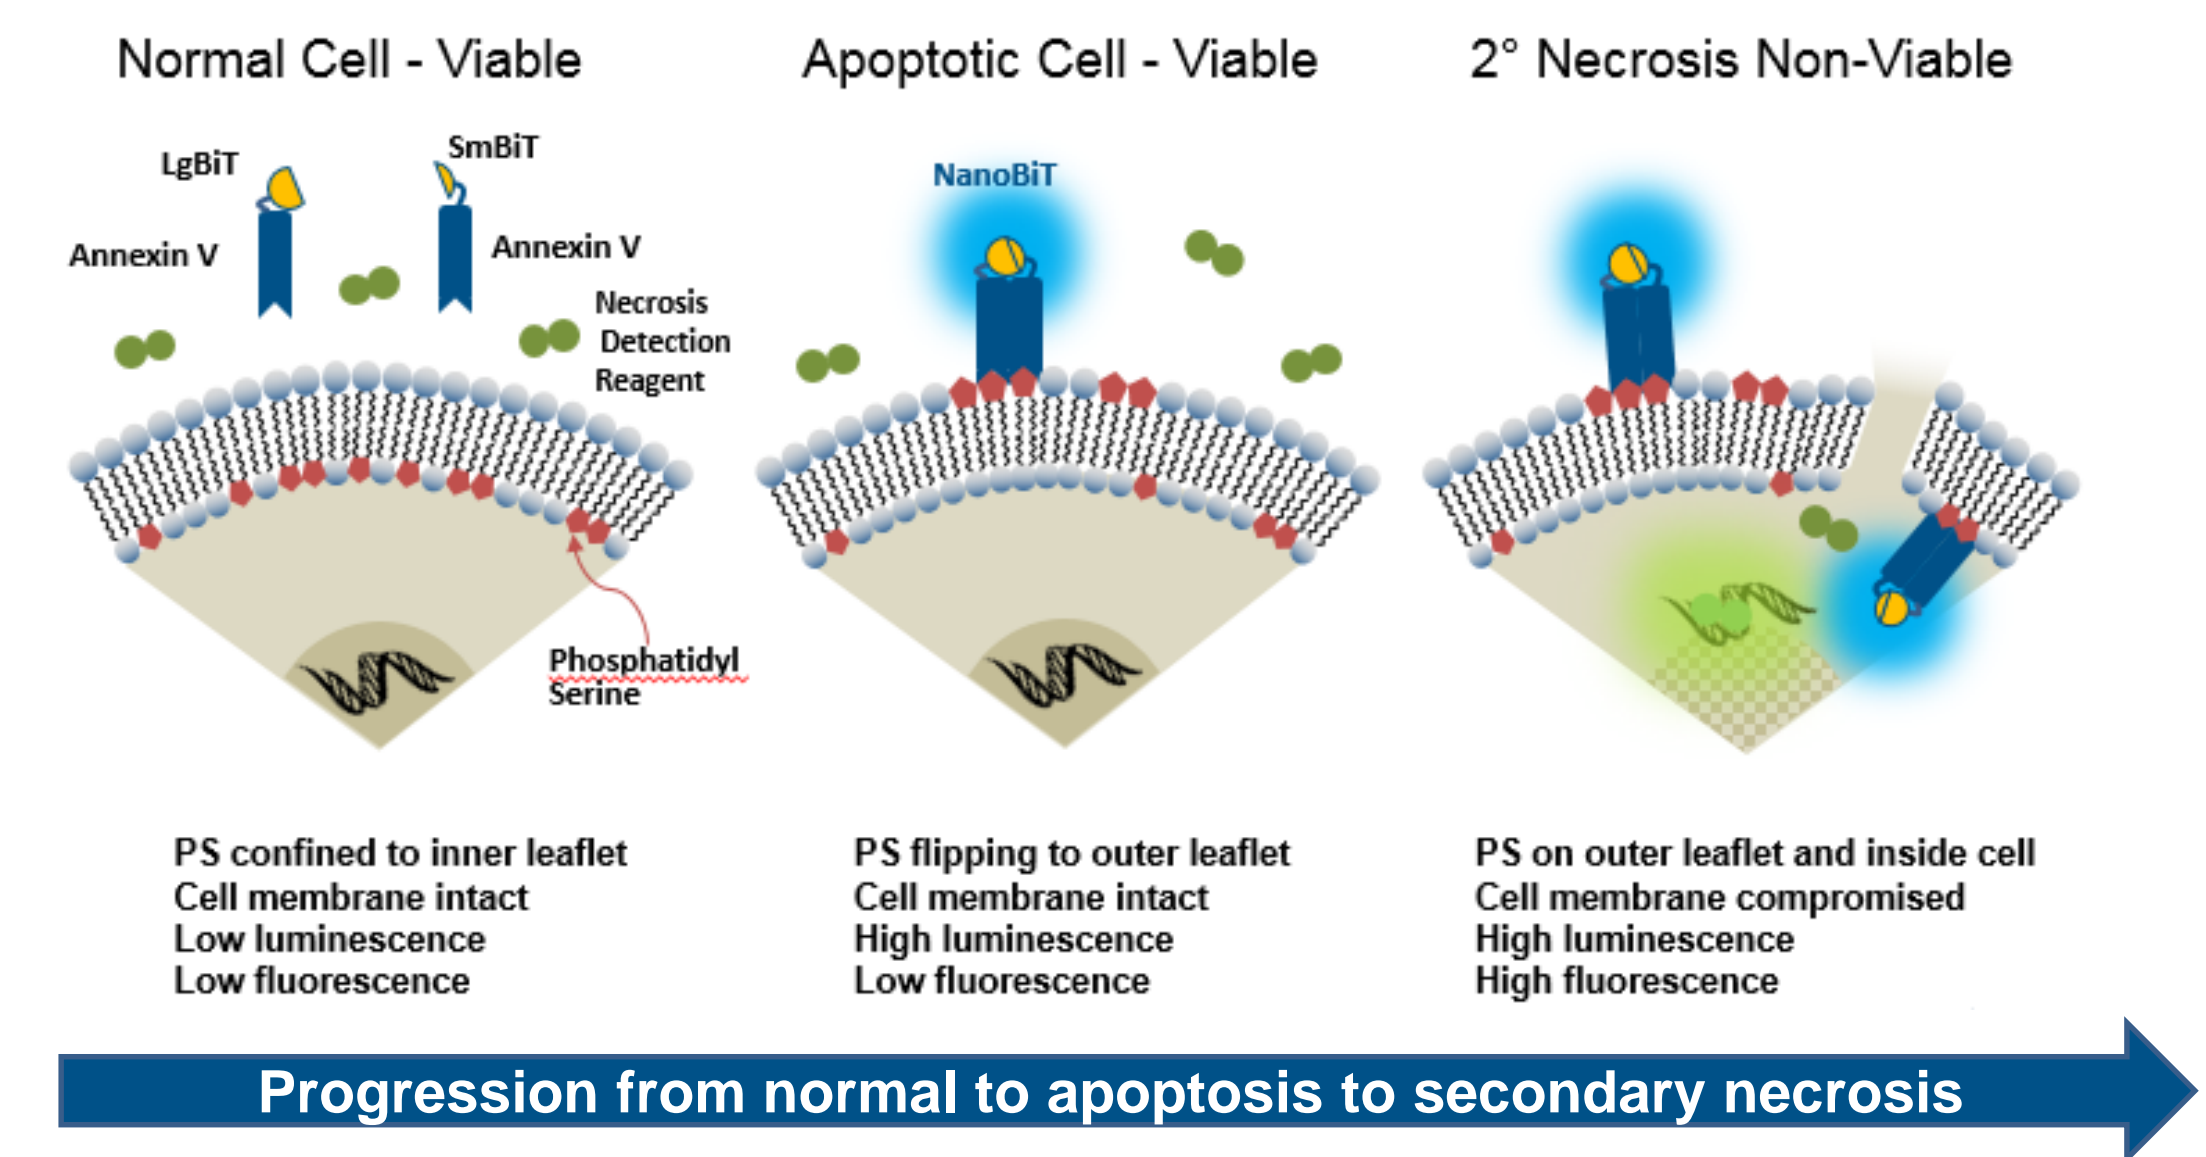 Normal Cell - Viable
Apoptotic Cell - Viable
2° Necrosis Non-Viable
LgBiT
SmBiT
Annexin V
Annexin V
Necrosis
Detection
Reagent
Phosphatidyl
Serine
NanoBiT
PS confined to inner leaflet
Cell membrane intact
Low luminescence
Low fluorescence
PS flipping to outer leaflet
Cell membrane intact
High luminescence
Low fluorescence
PS on outer leaflet and inside cell
Cell membrane compromised
High luminescence
High fluorescence
Progression from normal to apoptosis to secondary necrosis